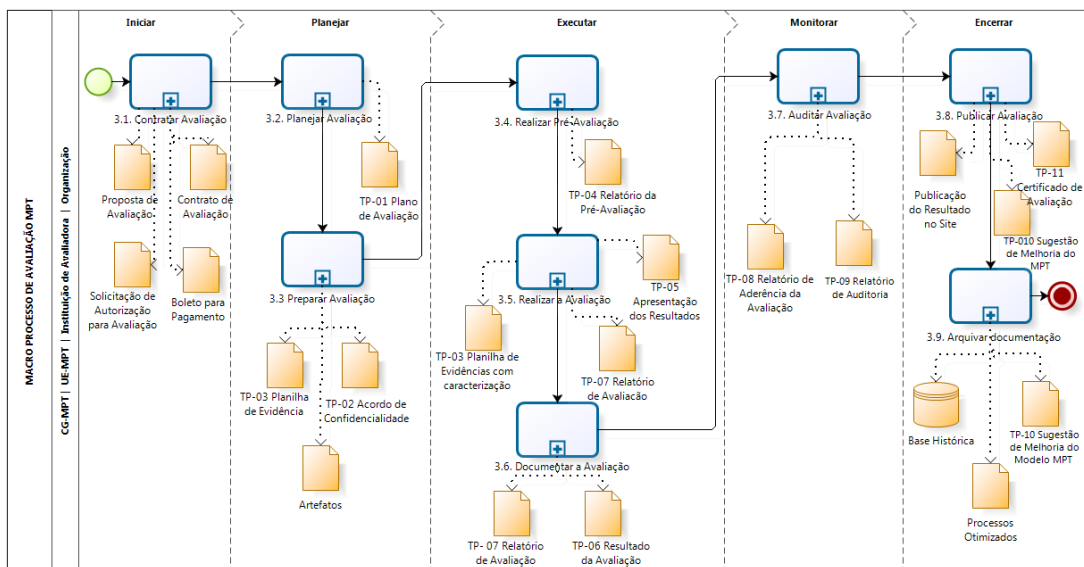 MACRO PROCESSO DE AVALIAÇÃO MPT
CG-MPT | UE-MPT | Instituição de Avaliadora | Organização
Iniciar
Planejar
Executar
Monitorar
Encerrar
3.1. Contratar Avaliação
Proposta de
Avaliação
Contrato de
Avaliação
Solicitação de
Autorização
para Avaliação
Boleto para
Pagamento
3.2. Planejar Avaliação
TP-01 Plano
de Avaliação
3.3 Preparar Avaliação
TP-03 Planilha
de Evidência
TP-02 Acordo de
Confidencialidade
Artefatos
3.4. Realizar Pré-Avaliação
TP-04 Relatório da
Pré-Avaliação
3.5. Realizar a Avaliação
TP-05
Apresentação
dos Resultados
TP-03 Planilha de
Evidências com
caracterização
TP-07 Relatório
de Avaliacão
3.6. Documentar a Avaliação
TP- 07 Relatório
de Avaliação
TP-06 Resultado
da Avaliação
3.7. Auditar Avaliação
TP-08 Relatório de
Aderência da
Avaliação
TP-09 Relatório
de Auditoria
3.8. Publicar Avaliação
Publicação
do Resultado
no Site
TP-11
Certificado de
Avaliação
TP-010 Sugestão
de Melhoria do
MPT
3.9. Arquivar documentação
Base Histórica
TP-10 Sugestão
de Melhoria do
Modelo MPT
Processos
Otimizados